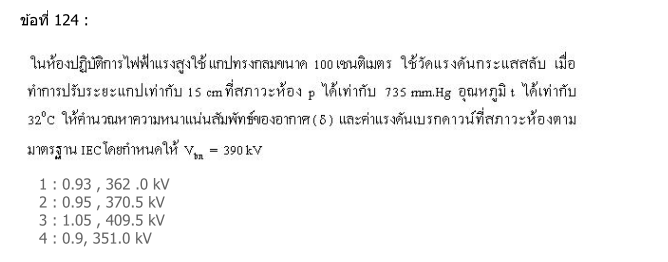 ข้อที่ 124 :
ในห้องปฏิบัติการไฟฟ้าแรงสูงใช้ แกปทรงกลมขนาด 100 เซนติเมตร ใช้วัดแรงดันกระแสสลับ เมื่อ
ทำการปรับระยะแกปเท่ากับ 15 cm ที่สภาวะห้อง p ได้เท่ากับ 735 mm.Hg อุณหภูมิ t ได้เท่ากับ
32⁰C ให้คำนวณหาความหนาแน่นสัมพัทธ์ของอากาศ (δ) และค่าแรงดันเบรกดาวน์ที่สภาวะห้องตาม
มาตรฐาน IEC โดยกำหนดให้ Vbn = 390 kV
1 : 0.93 , 362 .0 kV
2 : 0.95 , 370.5 kV
3 : 1.05 , 409.5 kV
4 : 0.9, 351.0 kV